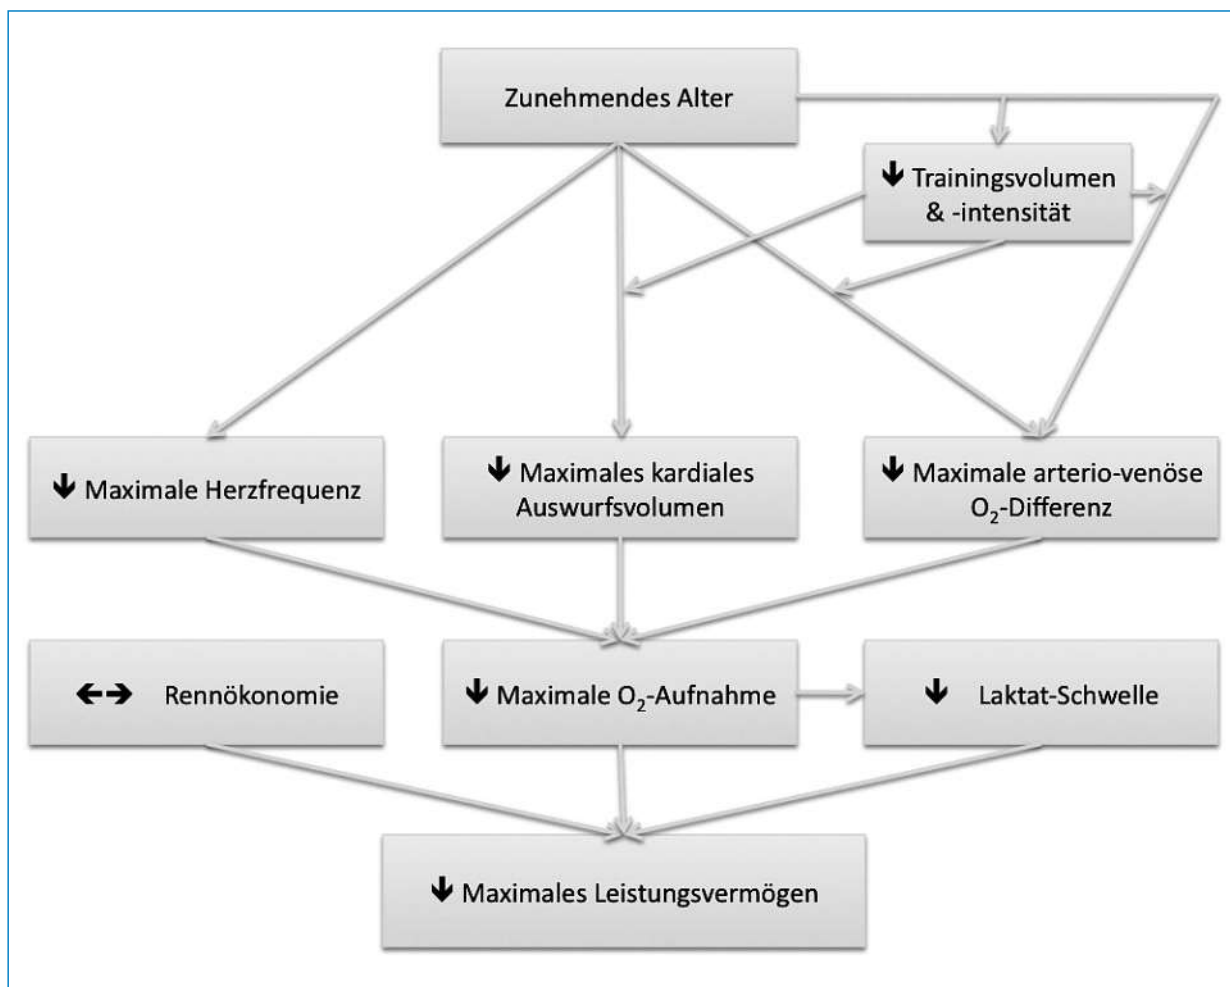 Zunehmendes Alter
↓ Trainingsvolumen
& -intensität
↓ Maximale Herzfrequenz
↓ Maximales kardiales
Auswurfsvolumen
↓ Maximale arterio-venöse
O₂-Differenz
←→ Rennökonomie
↓ Maximale O₂-Aufnahme
↓ Laktat-Schwelle
↓ Maximales Leistungsvermögen